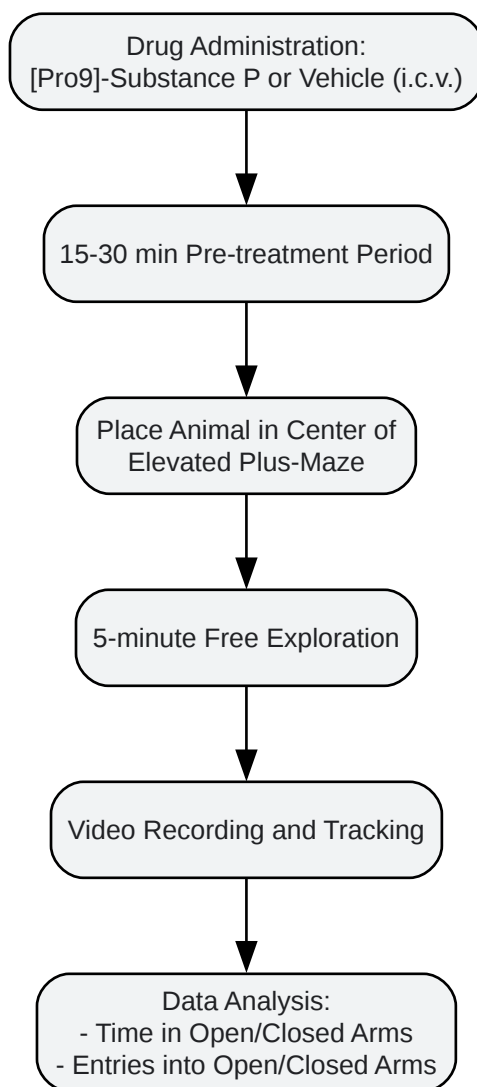 Drug Administration:
[Pro9]-Substance P or Vehicle (i.c.v.)
15-30 min Pre-treatment Period
Place Animal in Center of
Elevated Plus-Maze
5-minute Free Exploration
Video Recording and Tracking
Data Analysis:
- Time in Open/Closed Arms
- Entries into Open/Closed Arms